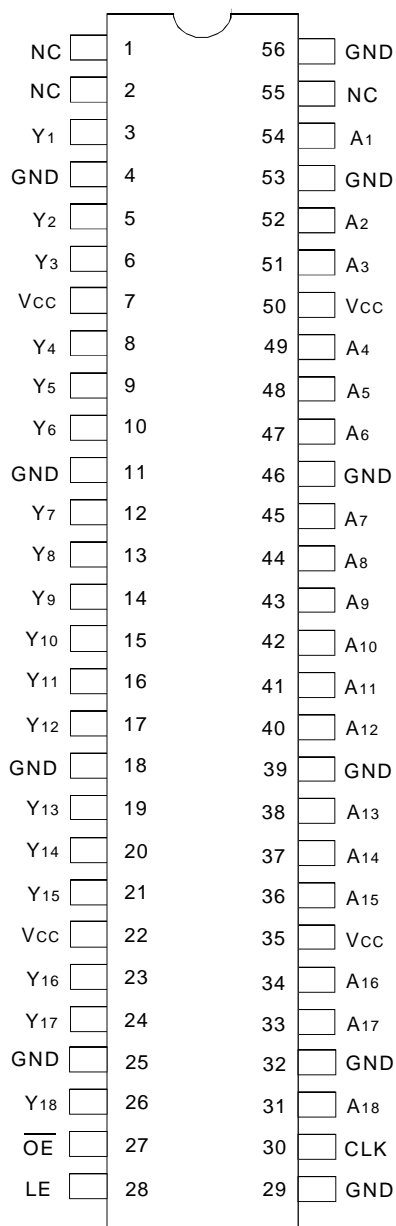 NC 1 56 GND
NC 2 55 NC
Y1 3 54 A1
GND 4 53 GND
Y2 5 52 A2
Y3 6 51 A3
VCC 7 50 VCC
Y4 8 49 A4
Y5 9 48 A5
Y6 10 47 A6
GND 11 46 GND
Y7 12 45 A7
Y8 13 44 A8
Y9 14 43 A9
Y10 15 42 A10
Y11 16 41 A11
Y12 17 40 A12
GND 18 39 GND
Y13 19 38 A13
Y14 20 37 A14
Y15 21 36 A15
VCC 22 35 VCC
Y16 23 34 A16
Y17 24 33 A17
GND 25 32 GND
Y18 26 31 A18
O̅E̅ 27 30 CLK
LE 28 29 GND